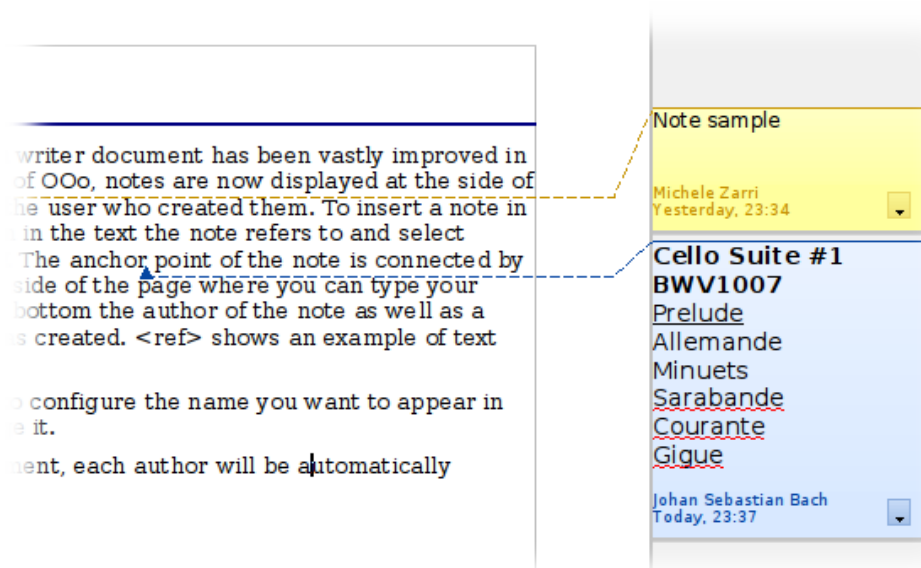 writer document has been vastly improved in
of OOo, notes are now displayed at the side of
he user who created them. To insert a note in
in the text the note refers to and select
The anchor point of the note is connected by
side of the page where you can type your
bottom the author of the note as well as a
s created. <ref> shows an example of text
o configure the name you want to appear in
e it.
ent, each author will be automatically
Note sample
Michele Zarri
Yesterday, 23:34
Cello Suite #1
BWV1007
Prelude
Allemande
Minuets
Sarabande
Courante
Gigue
Johan Sebastian Bach
Today, 23:37